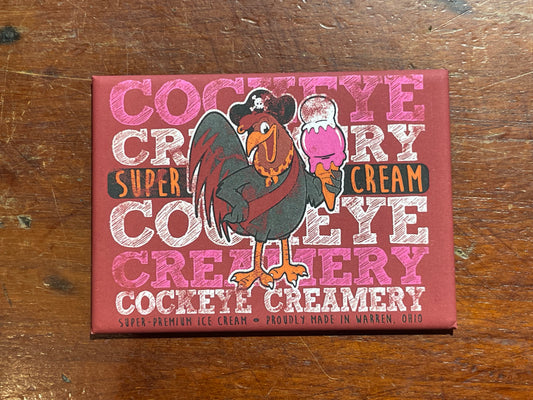 COCKEYE
CREAMERY
SUPER CREAM
COCKEYE
CREAMERY
COCKEYE CREAMERY
SUPER-PREMIUM ICE CREAM • PROUDLY MADE IN WARREN, OHIO